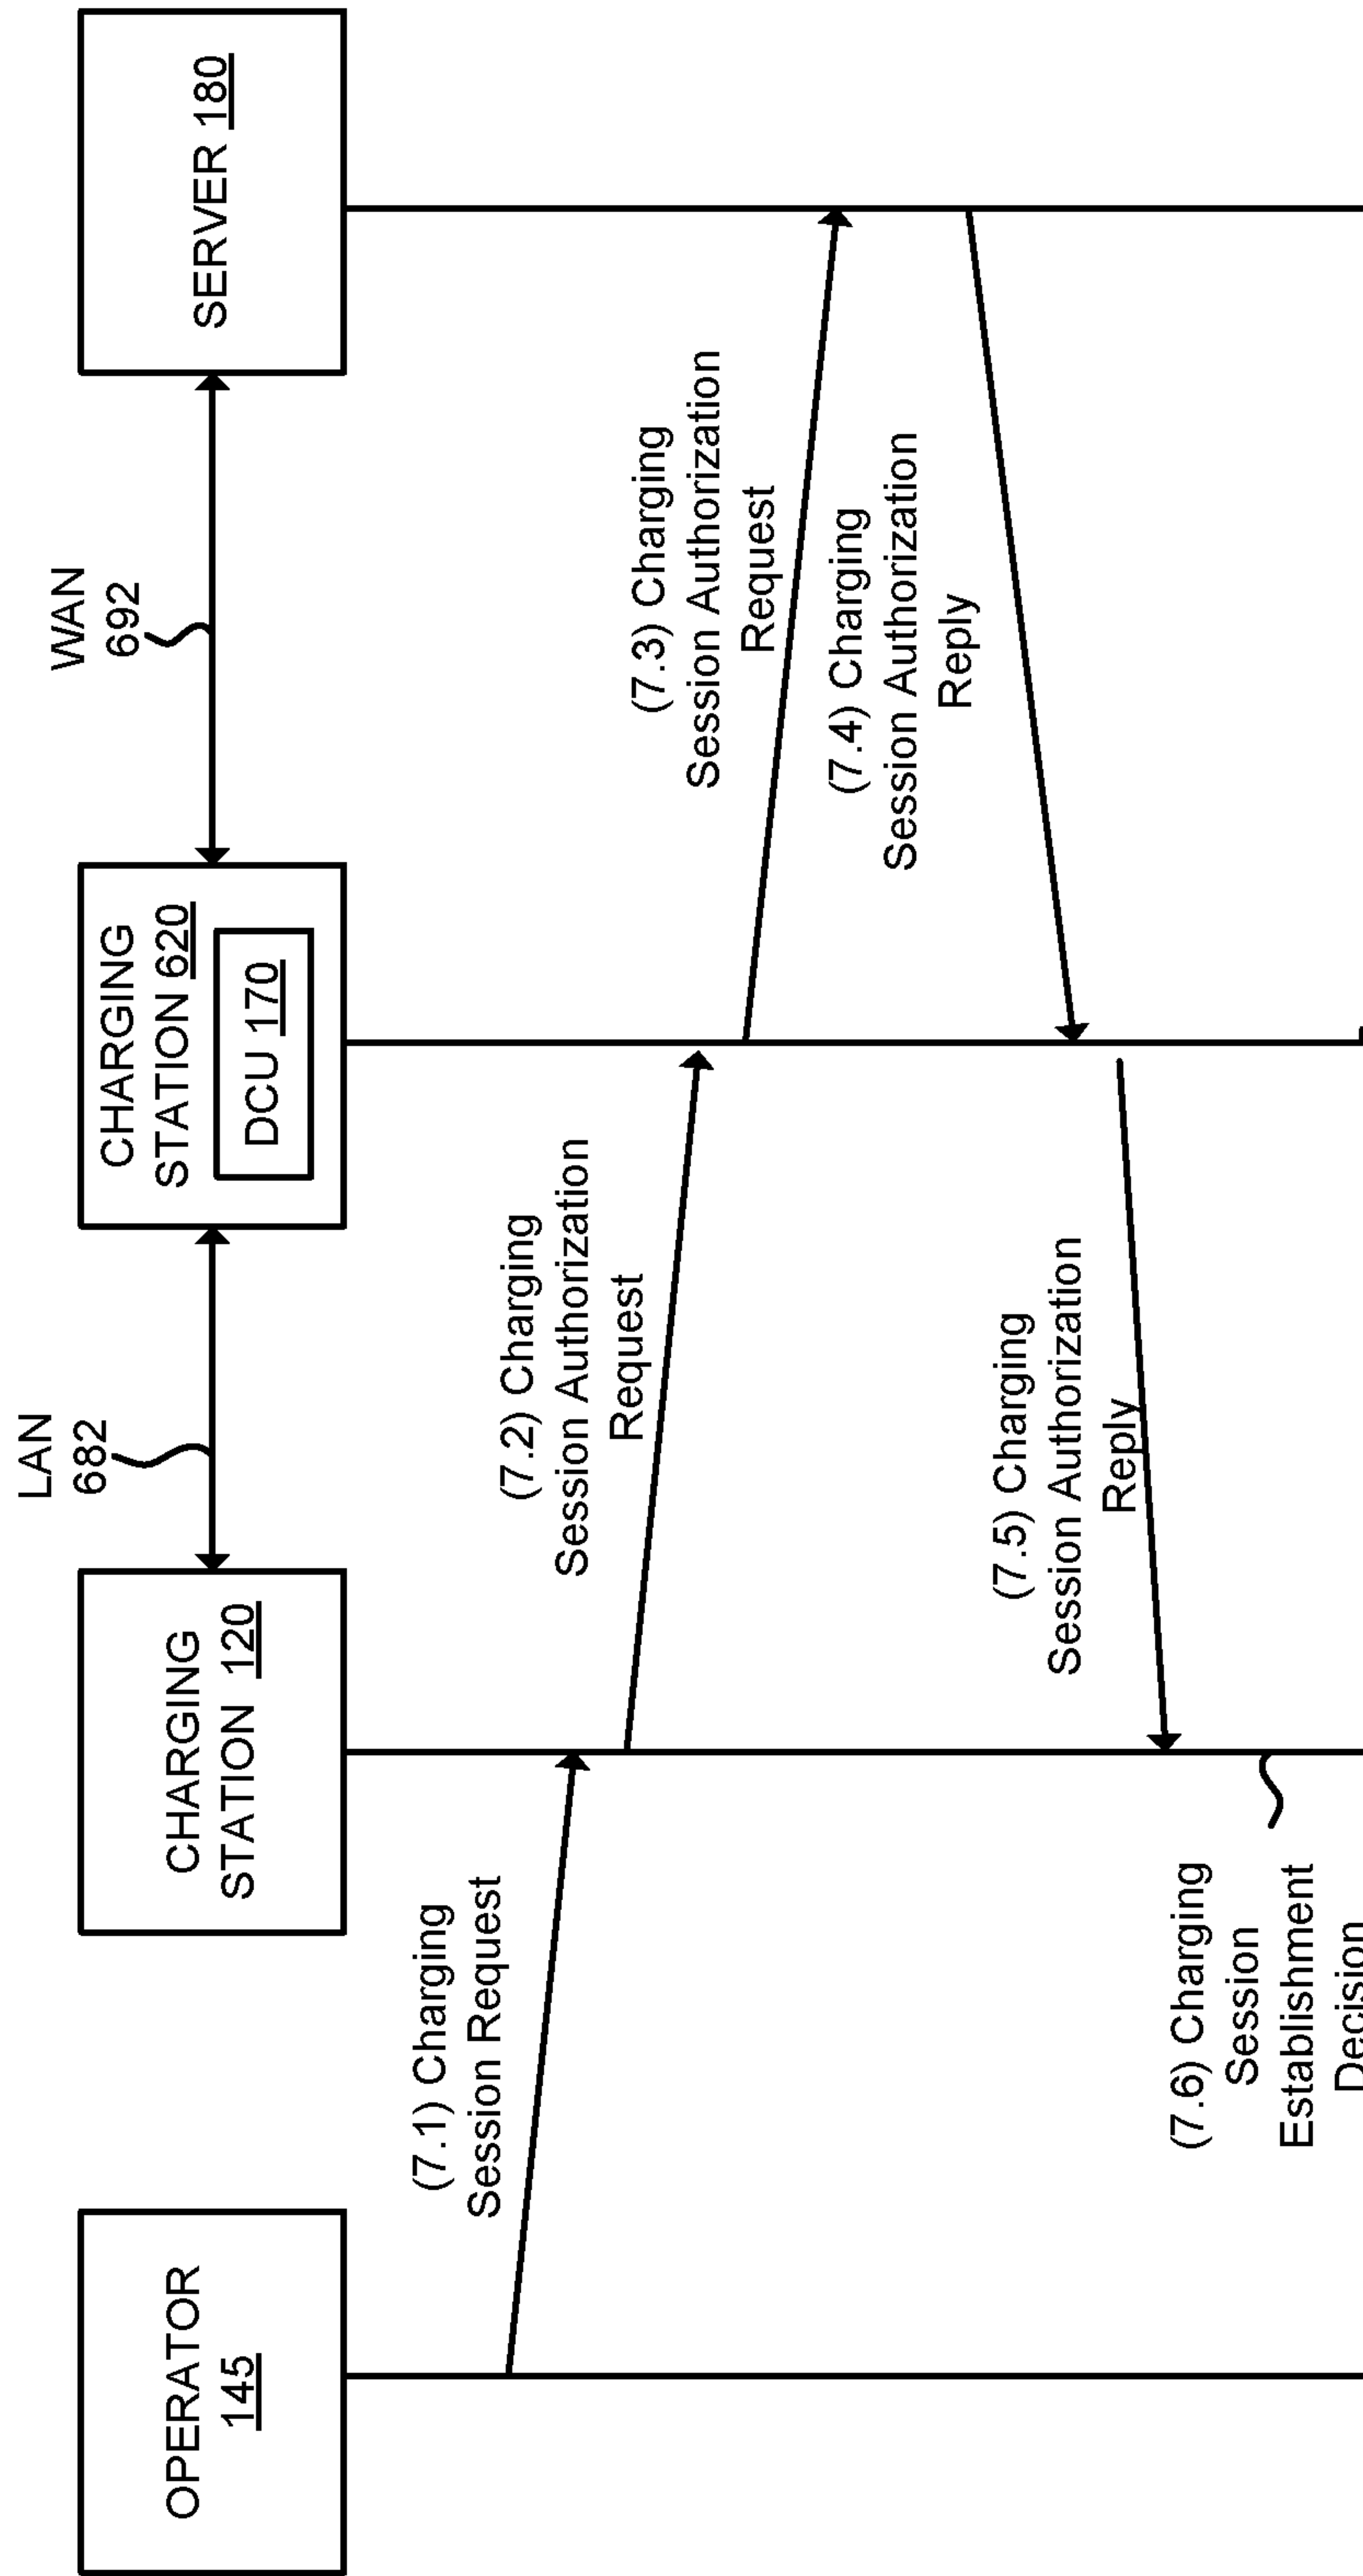 OPERATOR
145
CHARGING
STATION 120
LAN
682
CHARGING
STATION 620
DCU 170
WAN
692
SERVER 180
(7.1) Charging
Session Request
(7.2) Charging
Session Authorization
Request
(7.3) Charging
Session Authorization
Request
(7.4) Charging
Session Authorization
Reply
(7.5) Charging
Session Authorization
Reply
(7.6) Charging
Session
Establishment
Decision